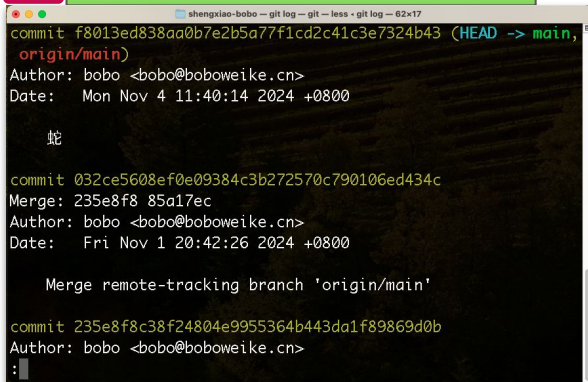 shengxiao-bobo — git log — git — less ◂ git log — 62×17
commit f8013ed838aa0b7e2b5a77f1cd2c41c3e7324b43 (HEAD -> main,
 origin/main)
Author: bobo <bobo@boboweike.cn>
Date:   Mon Nov 4 11:40:14 2024 +0800
    蛇
commit 032ce5608ef0e09384c3b272570c790106ed434c
Merge: 235e8f8 85a17ec
Author: bobo <bobo@boboweike.cn>
Date:   Fri Nov 1 20:42:26 2024 +0800
    Merge remote-tracking branch 'origin/main'
commit 235e8f8c38f24804e9955364b443da1f89869d0b
Author: bobo <bobo@boboweike.cn>
: